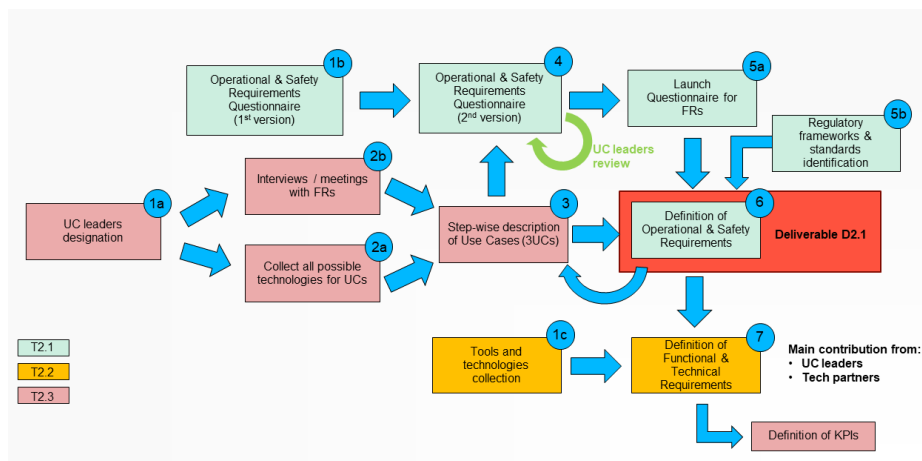 1b
Operational & Safety
Requirements
Questionnaire
(1st version)
4
Operational & Safety
Requirements
Questionnaire
(2nd version)
UC leaders
review
5a
Launch
Questionnaire for
FRs
5b
Regulatory
frameworks &
standards
identification
1a
UC leaders
designation
2b
Interviews / meetings
with FRs
2a
Collect all possible
technologies for UCs
3
Step-wise description
of Use Cases (3UCs)
6
Definition of
Operational & Safety
Requirements
Deliverable D2.1
1c
Tools and
technologies
collection
7
Definition of
Functional &
Technical
Requirements
Main contribution from:
• UC leaders
• Tech partners
Definition of KPIs
T2.1
T2.2
T2.3